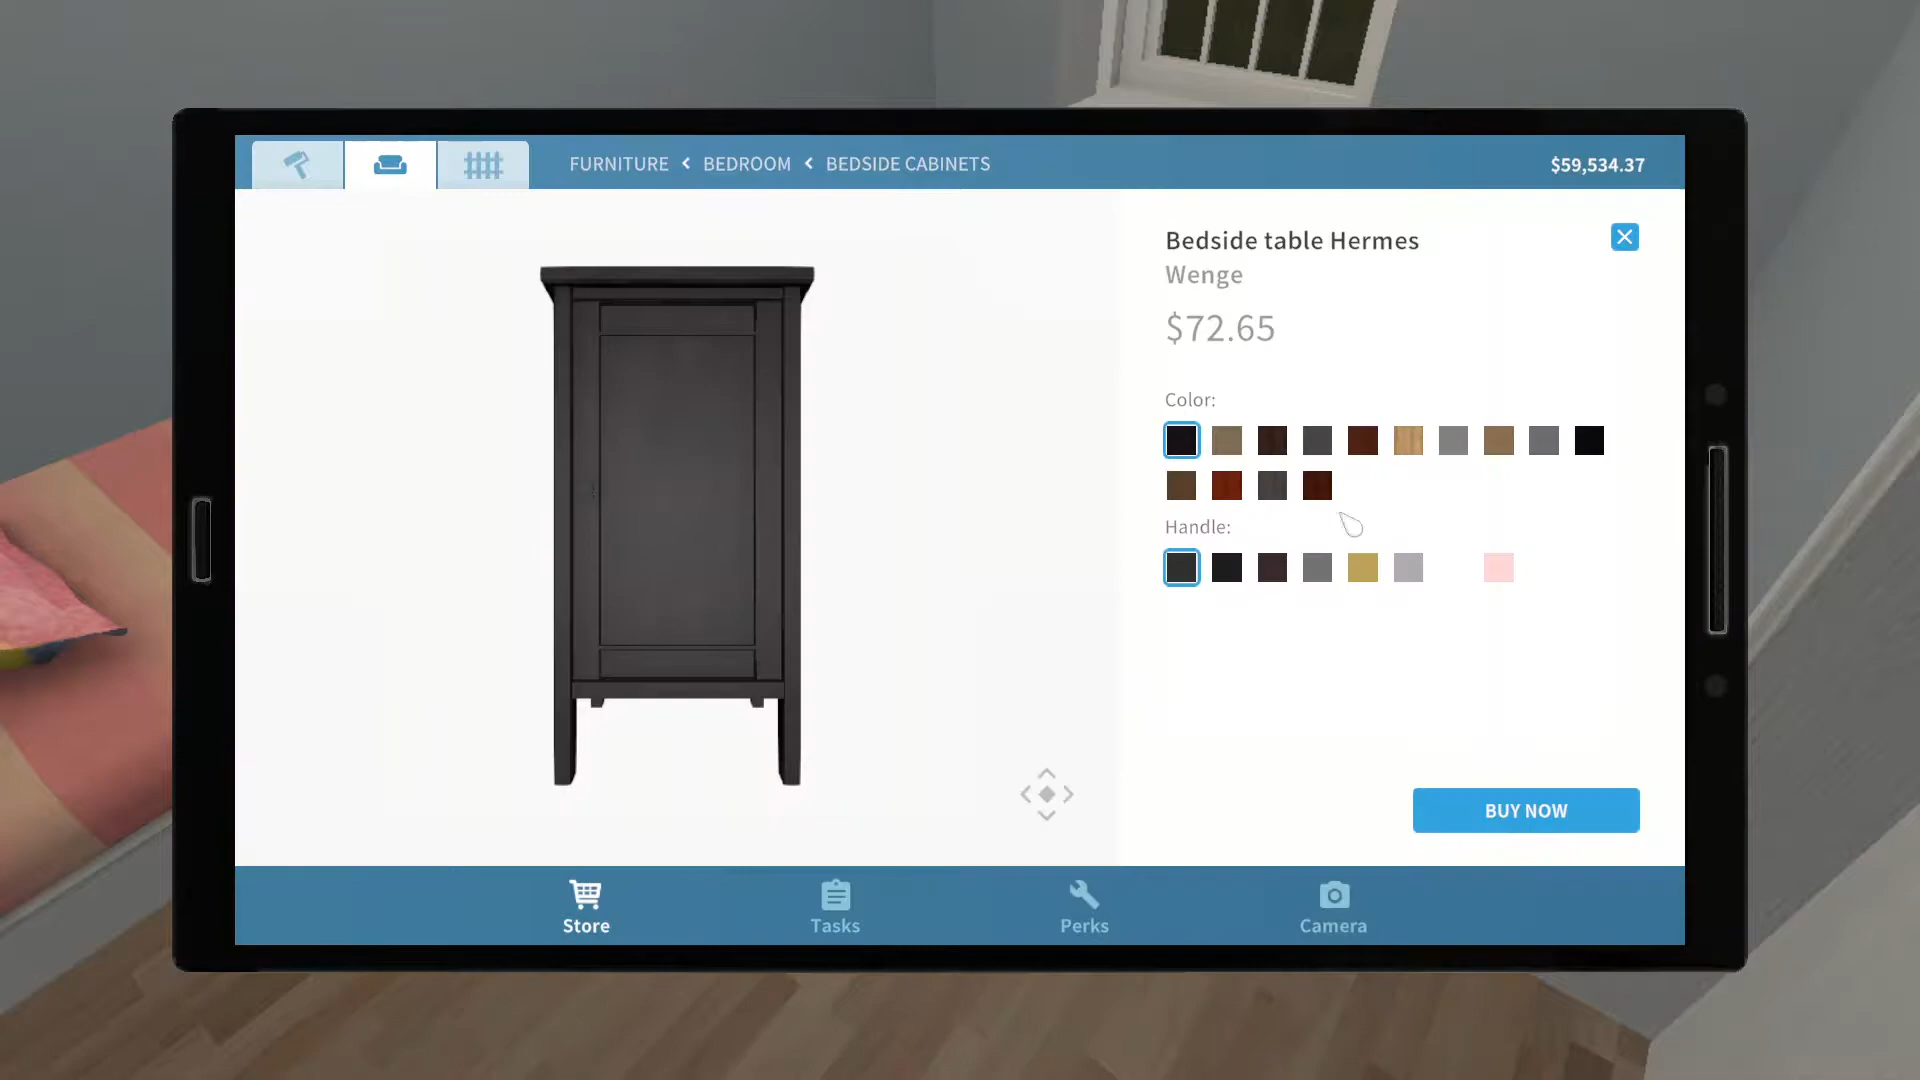 FURNITURE < BEDROOM < BEDSIDE CABINETS
$59,534.37
Bedside table Hermes
Wenge
$72.65
Color:
Handle:
BUY NOW
Store
Tasks
Perks
Camera